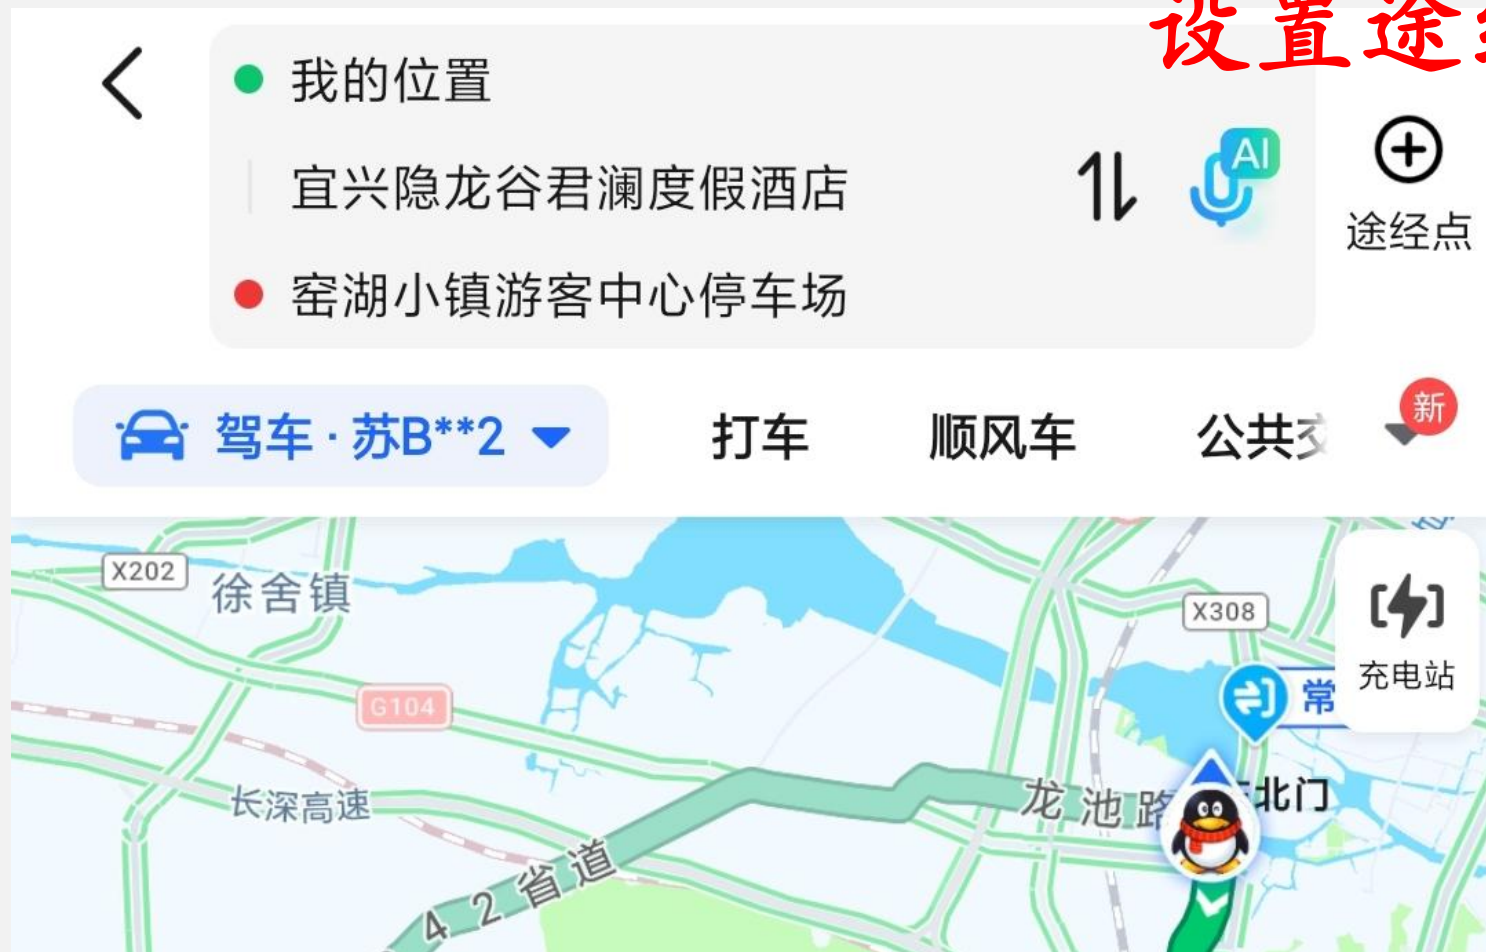 设置途
我的位置
宜兴隐龙谷君澜度假酒店
AI
途经点
窑湖小镇游客中心停车场
驾车·苏B**2
打车
顺风车
公共交
新
X202
徐舍镇
X308
充电站
G104
常
长深高速
龙池路
北门
42省道